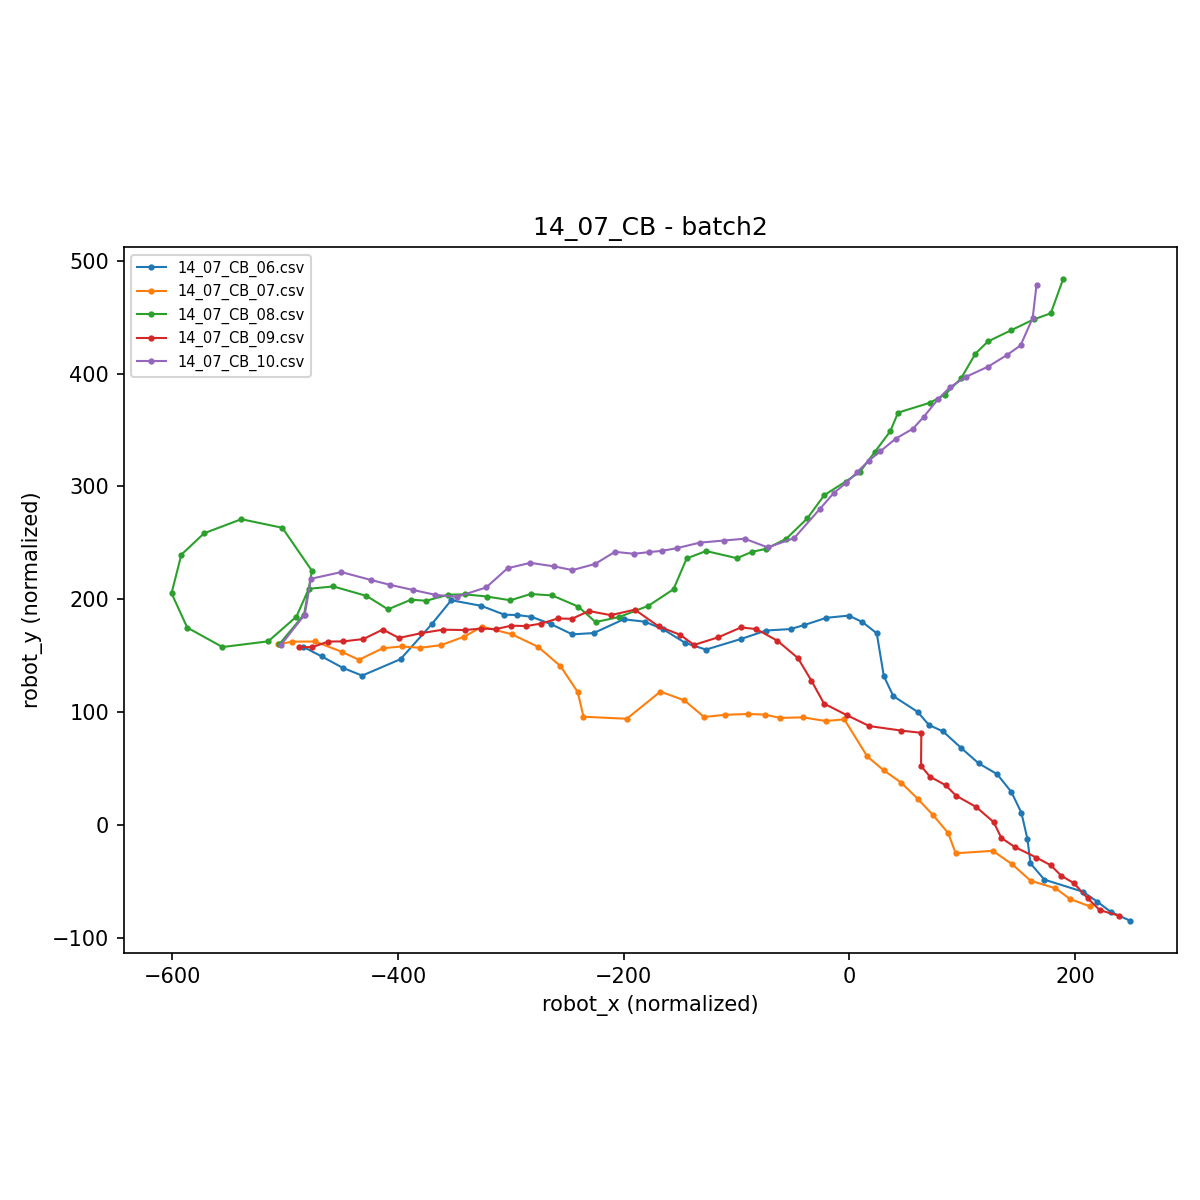 14_07_CB - batch2
500
400
300
200
100
0
−100
−600
−400
−200
0
200
robot_y (normalized)
robot_x (normalized)
14_07_CB_06.csv
14_07_CB_07.csv
14_07_CB_08.csv
14_07_CB_09.csv
14_07_CB_10.csv